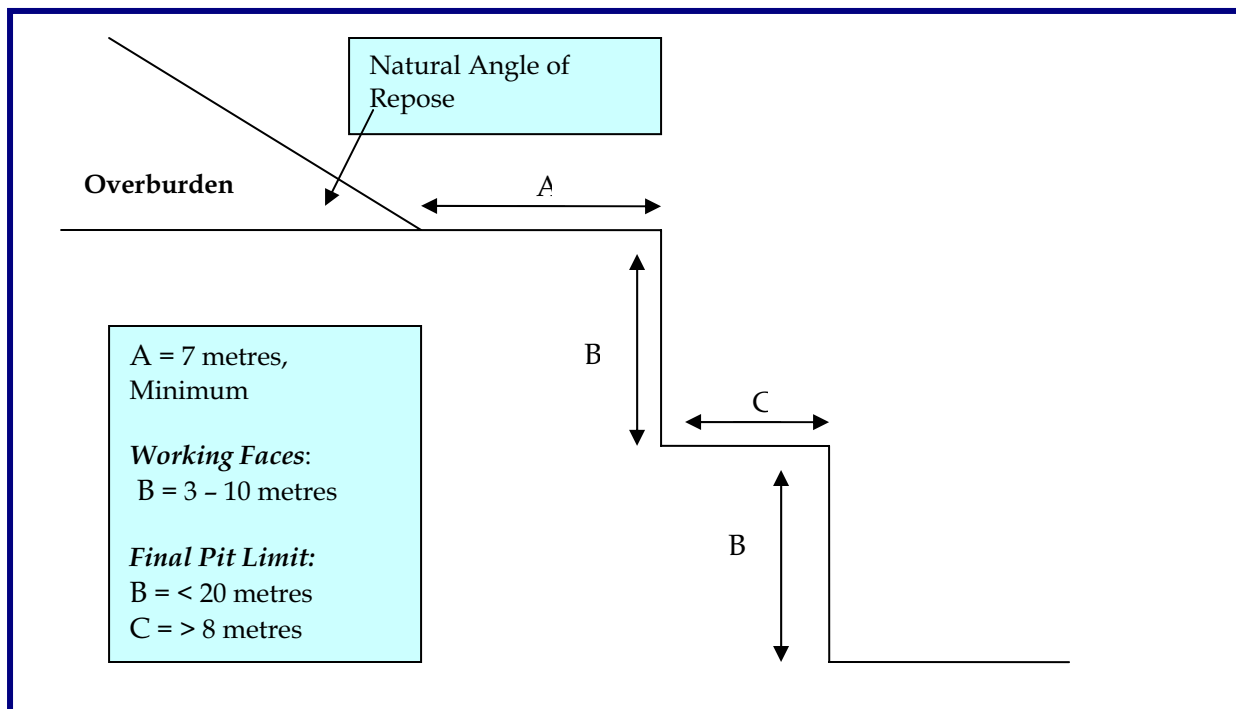 Natural Angle of
Repose
Overburden
A
B
A = 7 metres,
Minimum
Working Faces:
B = 3 – 10 metres
Final Pit Limit:
B = < 20 metres
C = > 8 metres
C
B